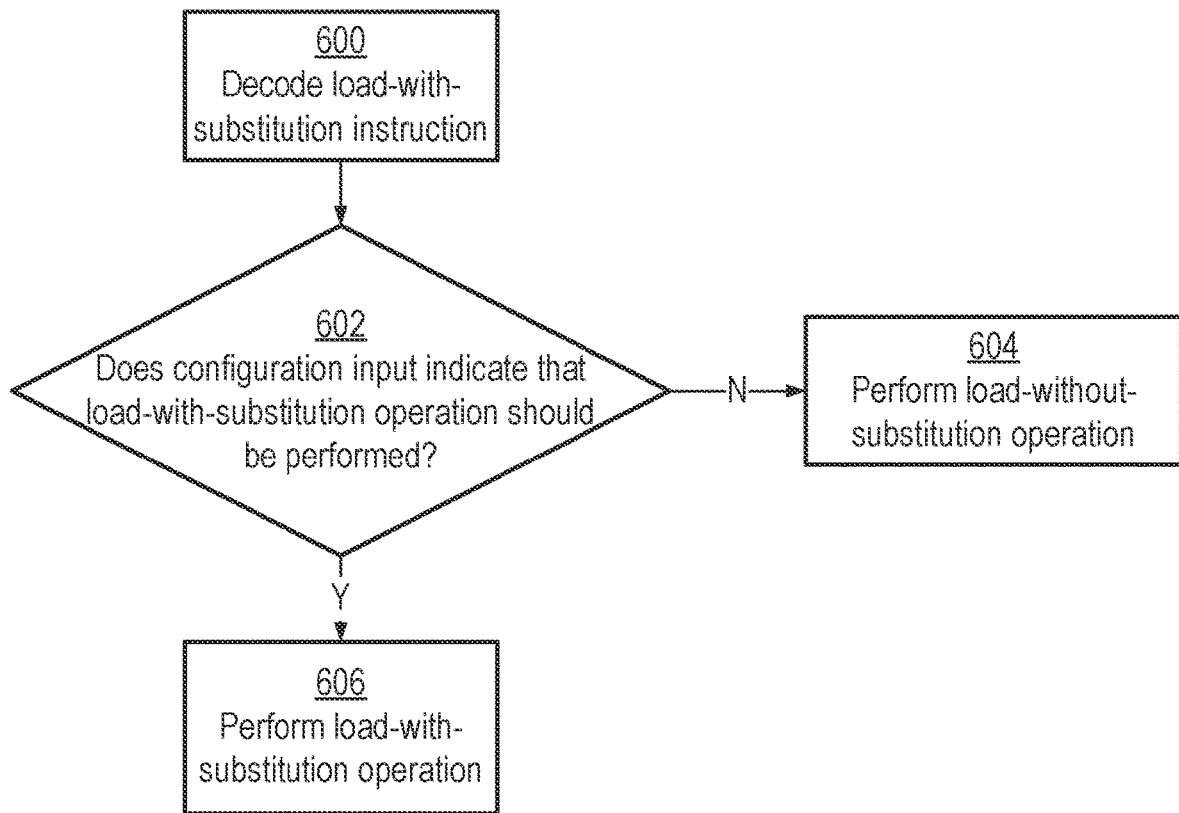 600
Decode load-with-
substitution instruction
602
Does configuration input indicate that
load-with-substitution operation should
be performed?
N
604
Perform load-without-
substitution operation
Y
606
Perform load-with-
substitution operation